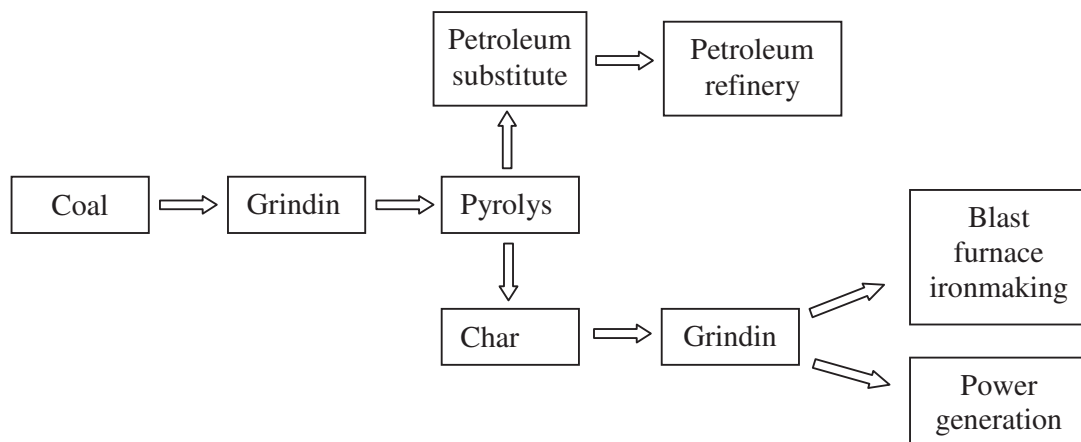 Petroleum
substitute
Petroleum
refinery
Coal
Grindin
Pyrolys
Blast
furnace
ironmaking
Char
Grindin
Power
generation